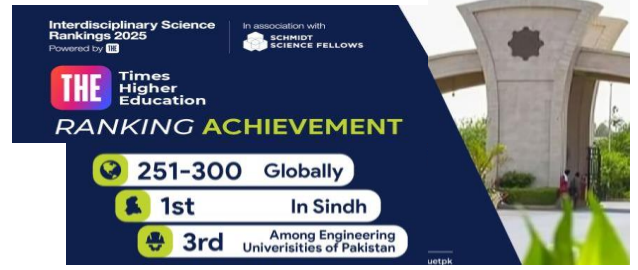 Interdisciplinary Science
Rankings 2025
Powered by THE
In association with
SCHMIDT
SCIENCE FELLOWS
THE
Times
Higher
Education
RANKING ACHIEVEMENT
251-300 Globally
1st In Sindh
3rd Among Engineering
Univerisities of Pakistan
uetpk